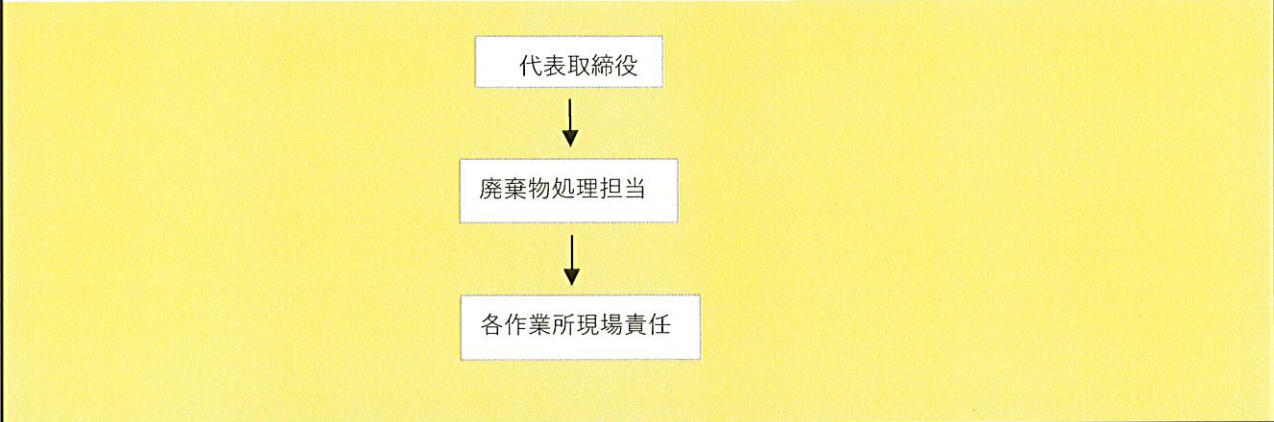 代表取締役
廃棄物処理担当
各作業所現場責任